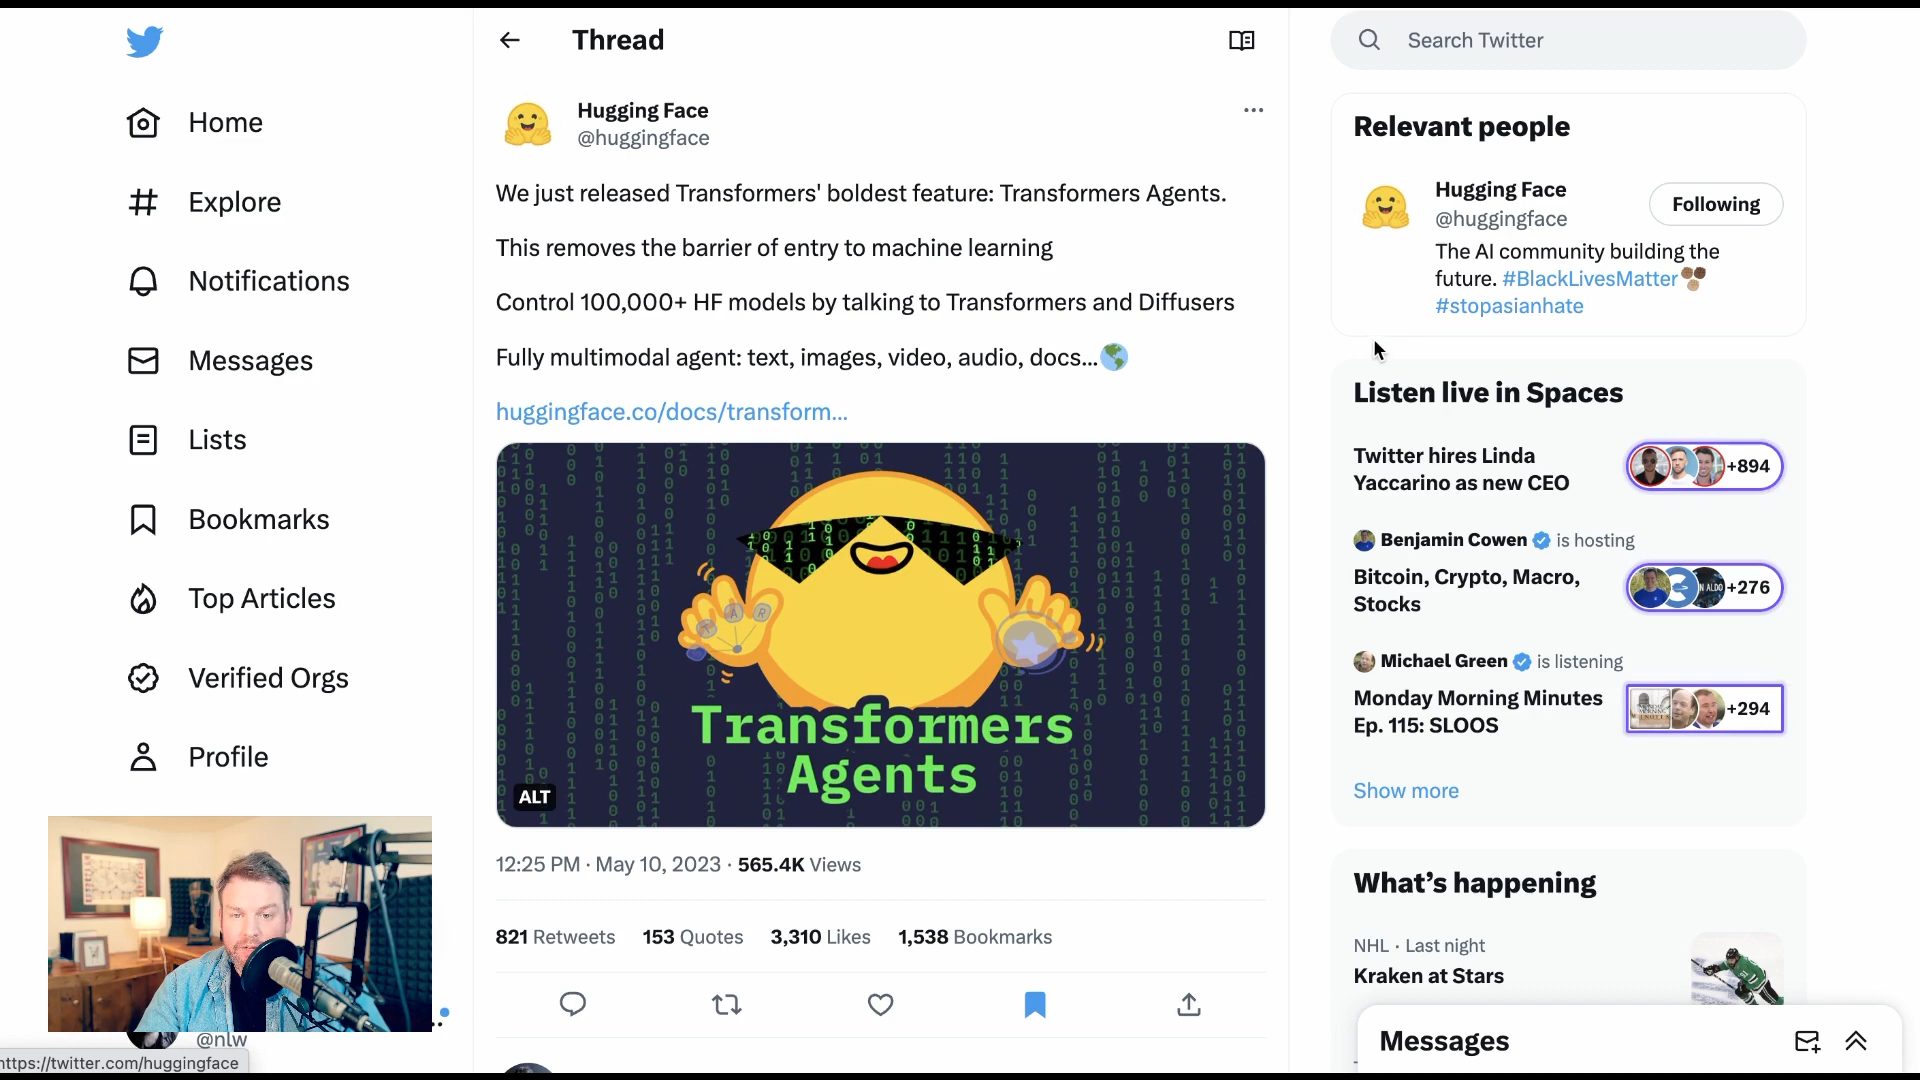 Home
Explore
Notifications
Messages
Lists
Bookmarks
Top Articles
Verified Orgs
Profile
@nlw
https://twitter.com/huggingface
Thread
Hugging Face
@huggingface
We just released Transformers' boldest feature: Transformers Agents.
This removes the barrier of entry to machine learning
Control 100,000+ HF models by talking to Transformers and Diffusers
Fully multimodal agent: text, images, video, audio, docs...🌎
huggingface.co/docs/transform...
Transformers
Agents
ALT
12:25 PM · May 10, 2023 · 565.4K Views
821 Retweets 153 Quotes 3,310 Likes 1,538 Bookmarks
Search Twitter
Relevant people
Hugging Face
@huggingface
Following
The AI community building the
future. #BlackLivesMatter
#stopasianhate
Listen live in Spaces
Twitter hires Linda
Yaccarino as new CEO
+894
Benjamin Cowen is hosting
Bitcoin, Crypto, Macro,
Stocks
+276
Michael Green is listening
Monday Morning Minutes
Ep. 115: SLOOS
+294
Show more
What's happening
NHL · Last night
Kraken at Stars
Messages